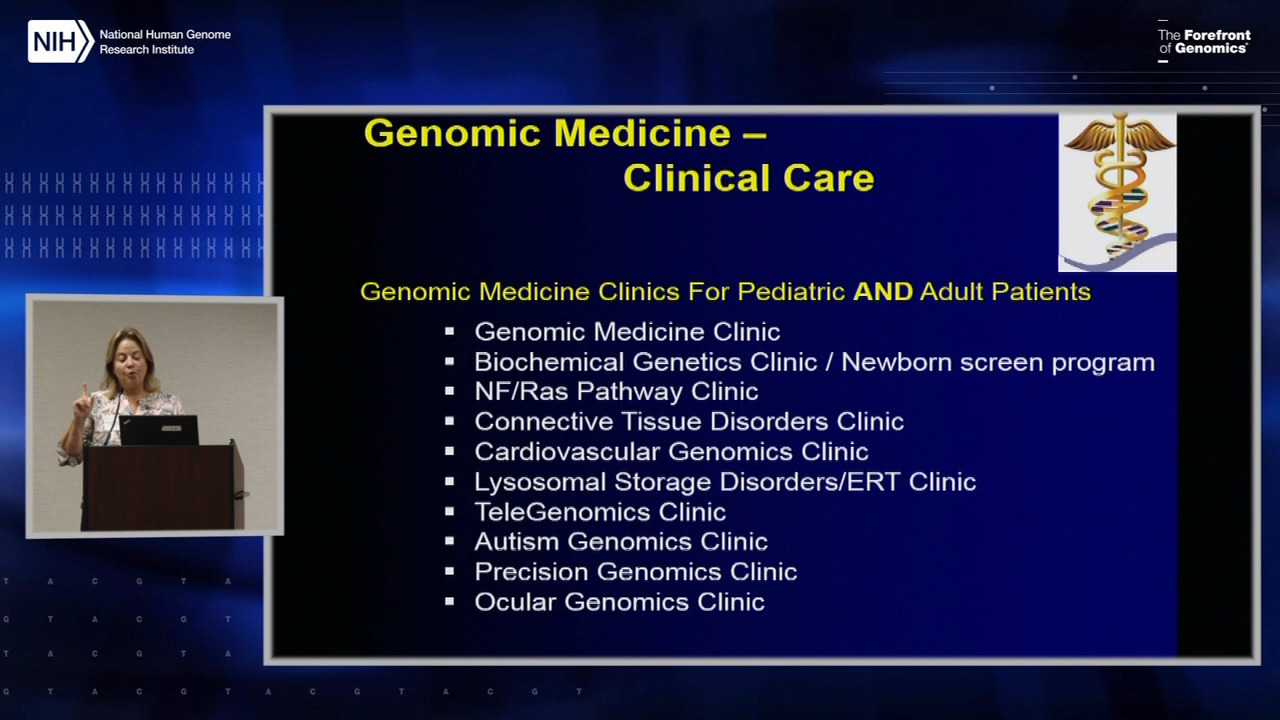 NIH
National Human Genome
Research Institute
The Forefront
of Genomics®
Genomic Medicine –
Clinical Care
Genomic Medicine Clinics For Pediatric AND Adult Patients
▪ Genomic Medicine Clinic
▪ Biochemical Genetics Clinic / Newborn screen program
▪ NF/Ras Pathway Clinic
▪ Connective Tissue Disorders Clinic
▪ Cardiovascular Genomics Clinic
▪ Lysosomal Storage Disorders/ERT Clinic
▪ TeleGenomics Clinic
▪ Autism Genomics Clinic
▪ Precision Genomics Clinic
▪ Ocular Genomics Clinic
T A C G T A
G T A C G T
T A C G T A
G T A C G T A C G T A C G T